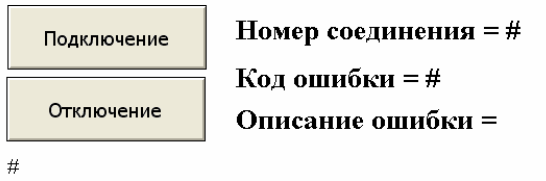 Подключение
Номер соединения = #
Код ошибки = #
Отключение
Описание ошибки =
#